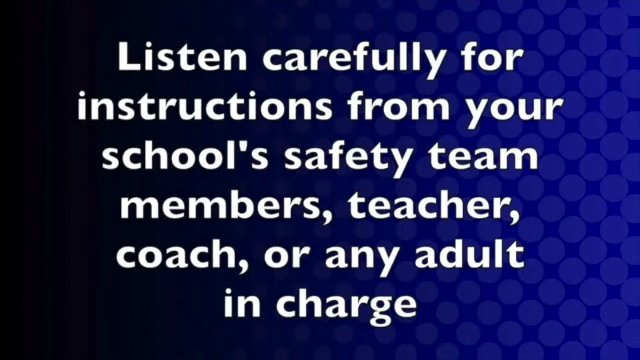 Listen carefully for
instructions from your
school's safety team
members, teacher,
coach, or any adult
in charge